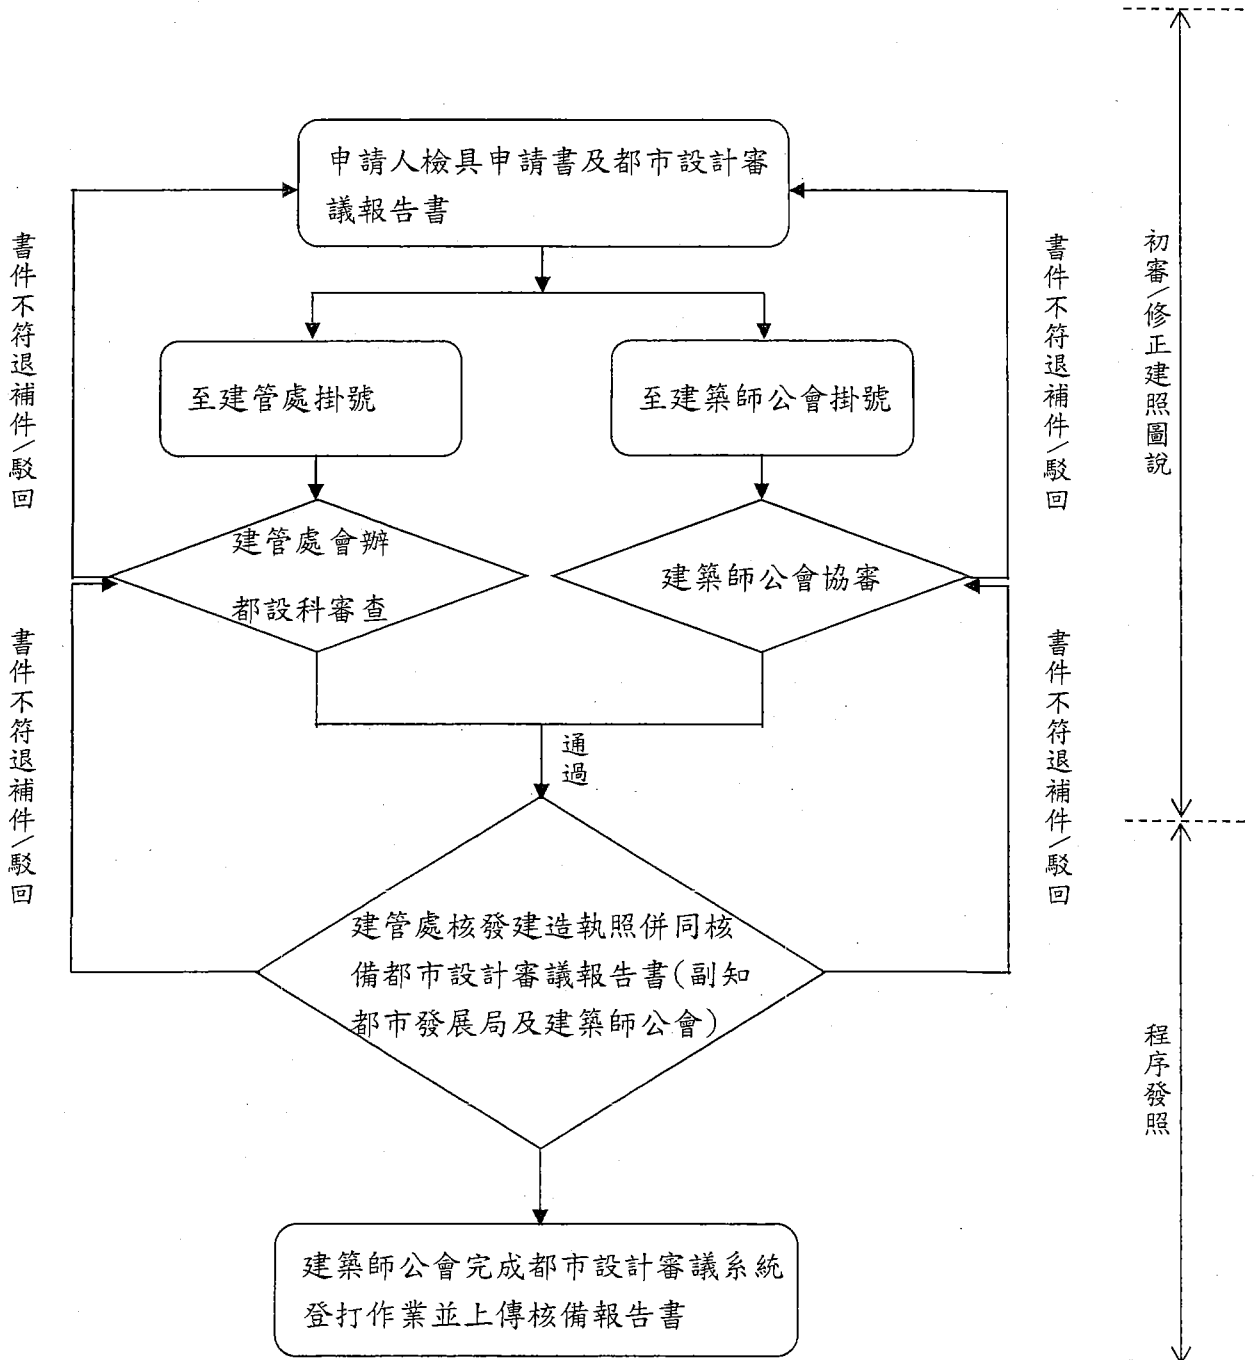 申請人檢具申請書及都市設計審
議報告書
至建管處掛號
至建築師公會掛號
建管處會辦
都設科審查
建築師公會協審
通過
建管處核發建造執照併同核
備都市設計審議報告書(副知
都市發展局及建築師公會)
建築師公會完成都市設計審議系統
登打作業並上傳核備報告書
書件不符退補件/駁回
書件不符退補件/駁回
書件不符退補件/駁回
書件不符退補件/駁回
初審/修正建照圖說
程序發照